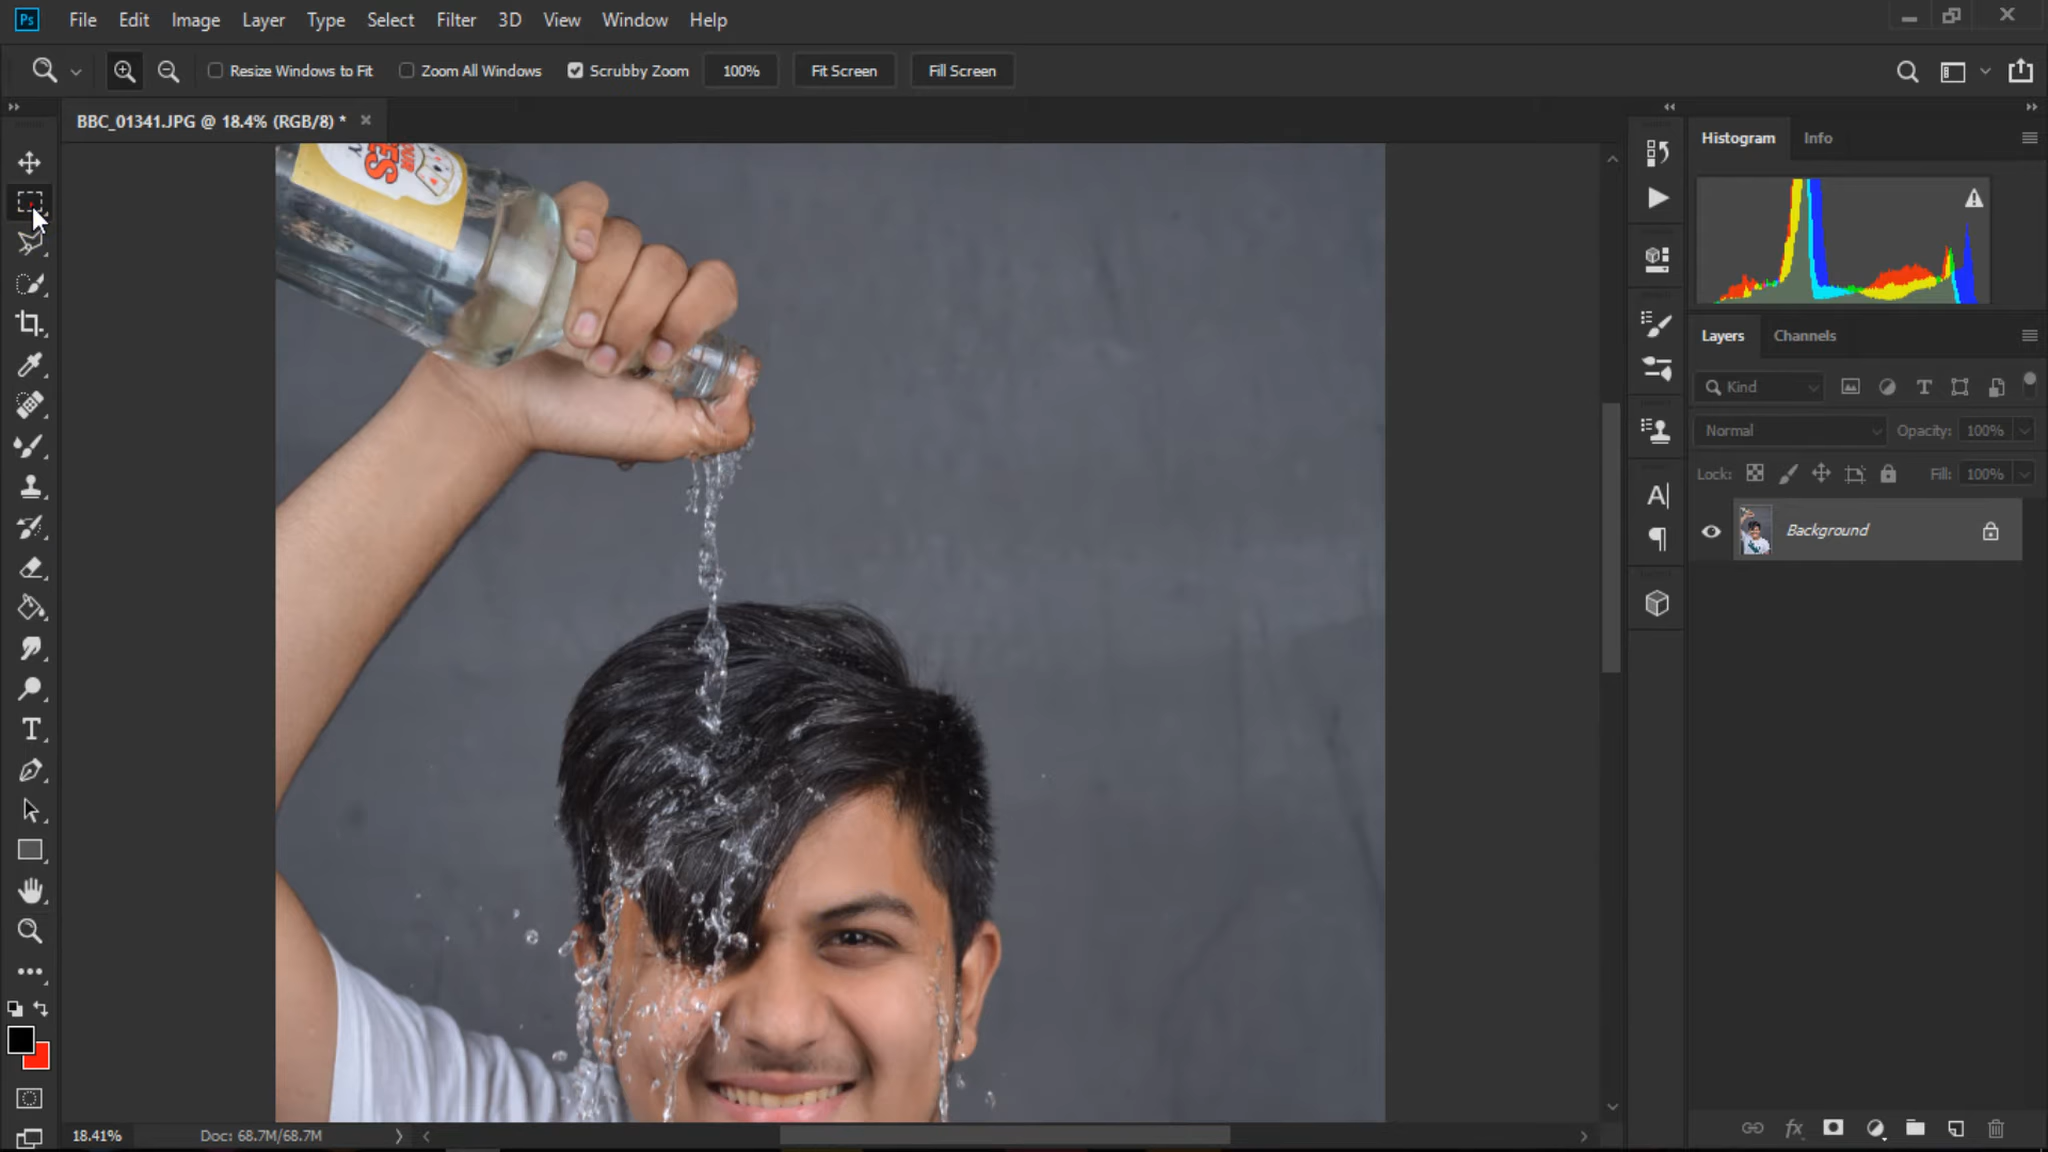 Ps File Edit Image Layer Type Select Filter 3D View Window Help
Resize Windows to Fit Zoom All Windows Scrubby Zoom 100% Fit Screen Fill Screen
BBC_01341.JPG @ 18.4% (RGB/8) *
Histogram Info
Layers Channels
Kind
Normal Opacity: 100%
Lock: Fill: 100%
Background
18.41% Doc: 68.7M/68.7M